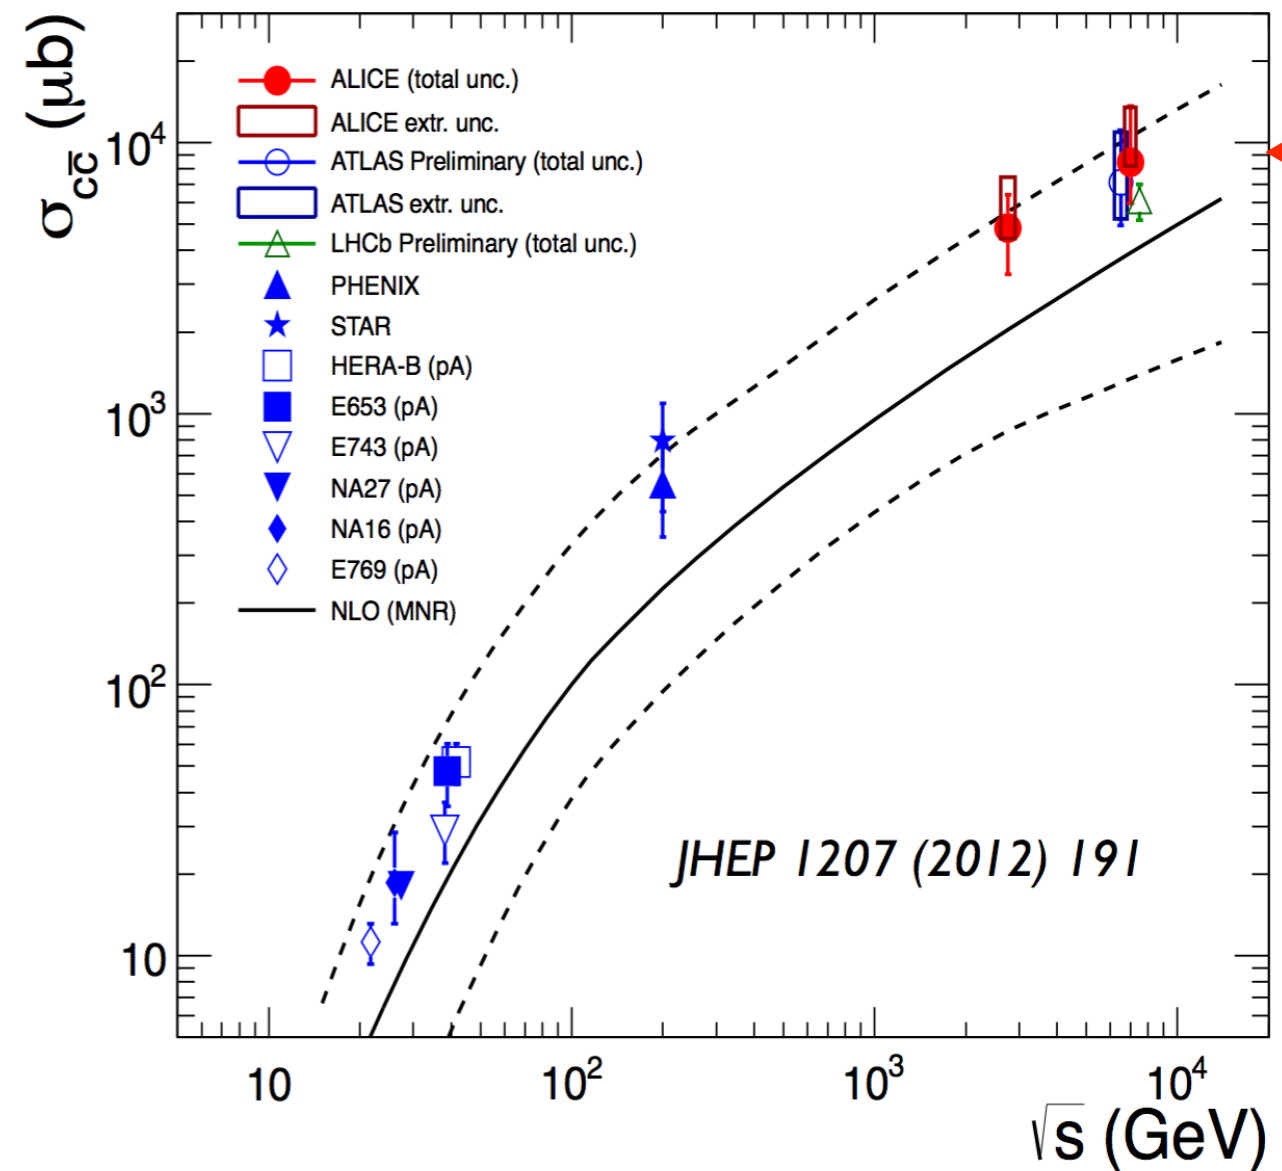 σcc̅ (μb)
10⁴
10³
10²
10
ALICE (total unc.)
ALICE extr. unc.
ATLAS Preliminary (total unc.)
ATLAS extr. unc.
LHCb Preliminary (total unc.)
PHENIX
STAR
HERA-B (pA)
E653 (pA)
E743 (pA)
NA27 (pA)
NA16 (pA)
E769 (pA)
NLO (MNR)
JHEP 1207 (2012) 191
10 10² 10³ 10⁴
√s (GeV)